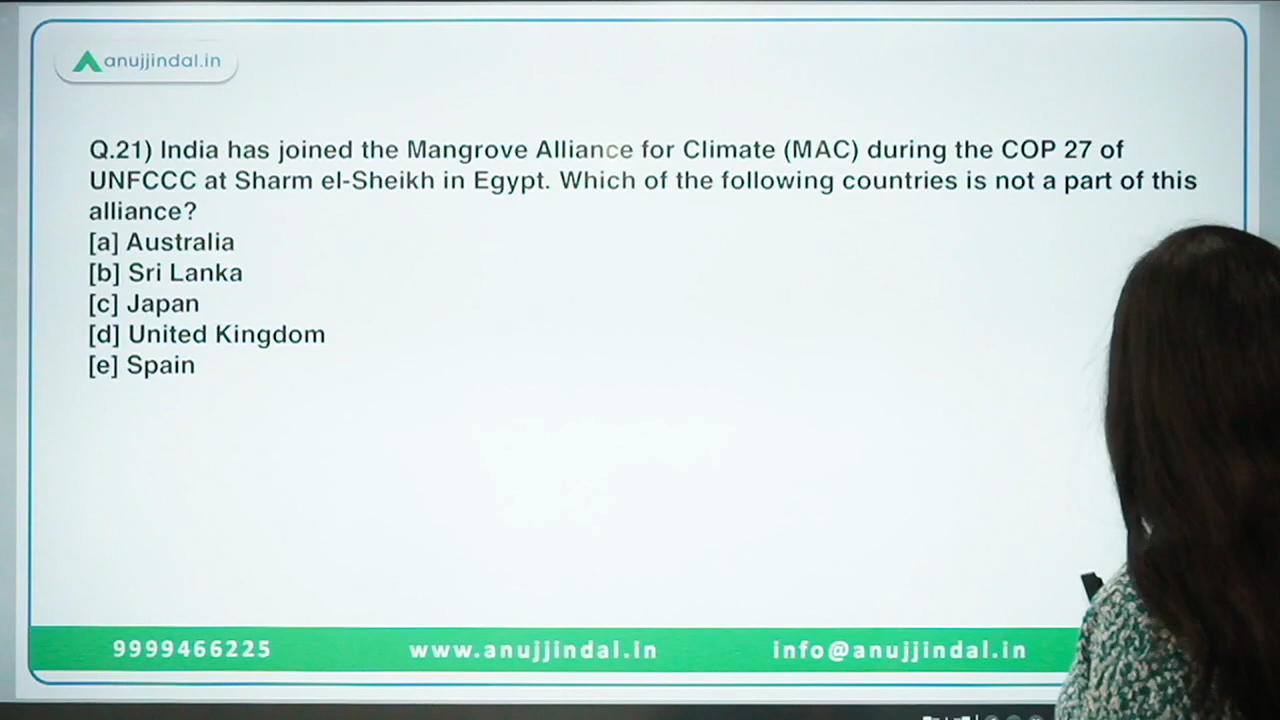 anujjindal.in
Q.21) India has joined the Mangrove Alliance for Climate (MAC) during the COP 27 of
UNFCCC at Sharm el-Sheikh in Egypt. Which of the following countries is not a part of this
alliance?
[a] Australia
[b] Sri Lanka
[c] Japan
[d] United Kingdom
[e] Spain
9999466225 www.anujjindal.in info@anujjindal.in